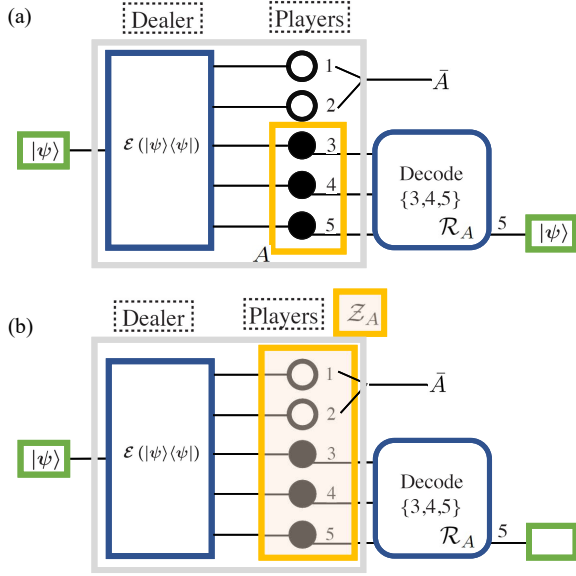 (a)
Dealer
Players
1
2
3
4
5
Ā
|ψ⟩
ℰ (|ψ⟩⟨ψ|)
A
Decode
{3,4,5}
ℛ_A
5
|ψ⟩
(b)
Dealer
Players
𝒵_A
1
2
3
4
5
Ā
|ψ⟩
ℰ (|ψ⟩⟨ψ|)
Decode
{3,4,5}
ℛ_A
5